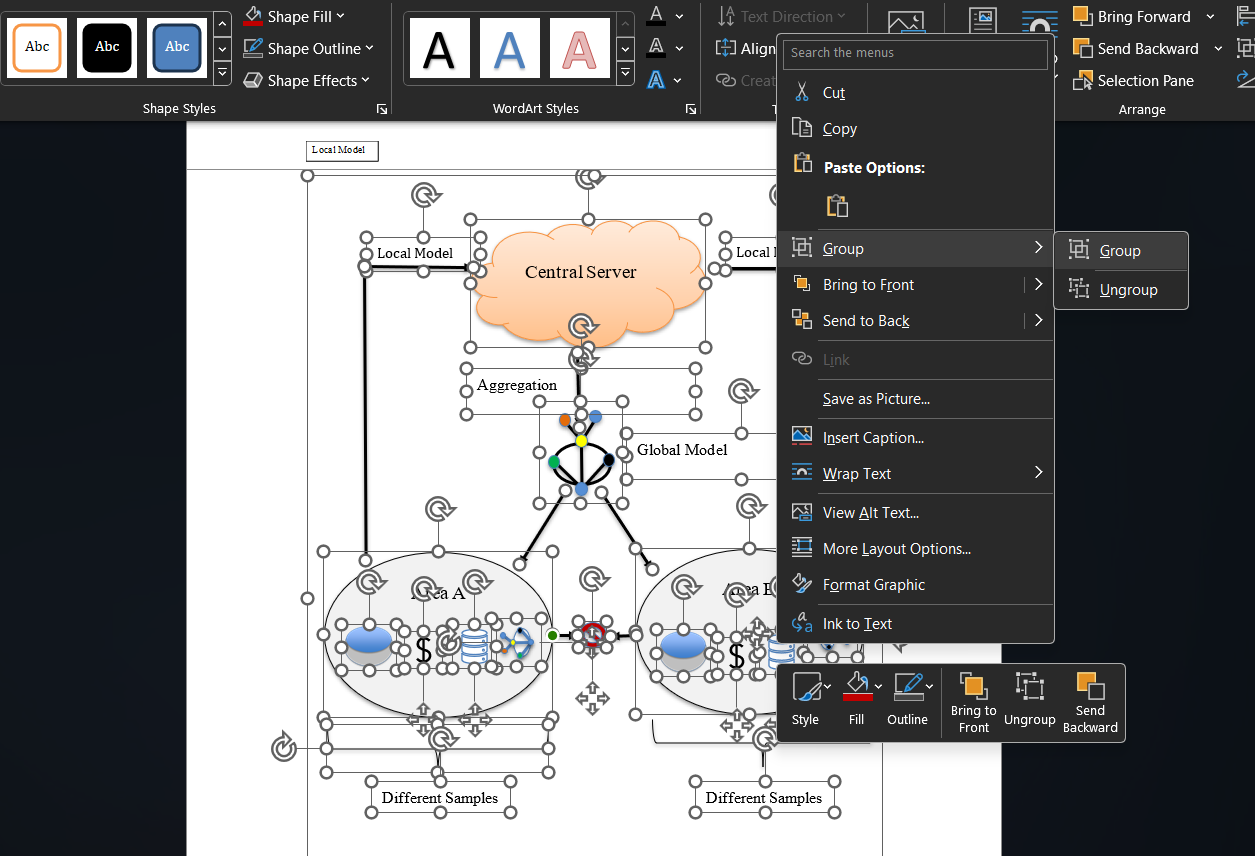 Abc
Abc
Abc
Shape Fill
Shape Outline
Shape Effects
Shape Styles
A
A
A
A
A
A
WordArt Styles
Text Direction
Align
Creat
Bring Forward
Send Backward
Selection Pane
Arrange
Search the menus
Cut
Copy
Paste Options:
Group
Group
Ungroup
Bring to Front
Send to Back
Link
Save as Picture...
Insert Caption...
Wrap Text
View Alt Text...
More Layout Options...
Format Graphic
Ink to Text
Style
Fill
Outline
Bring to
Front
Ungroup
Send
Backward
Local Model
Local Model
Central Server
Local
Aggregation
Global Model
Area A
Area
$
$
Different Samples
Different Samples